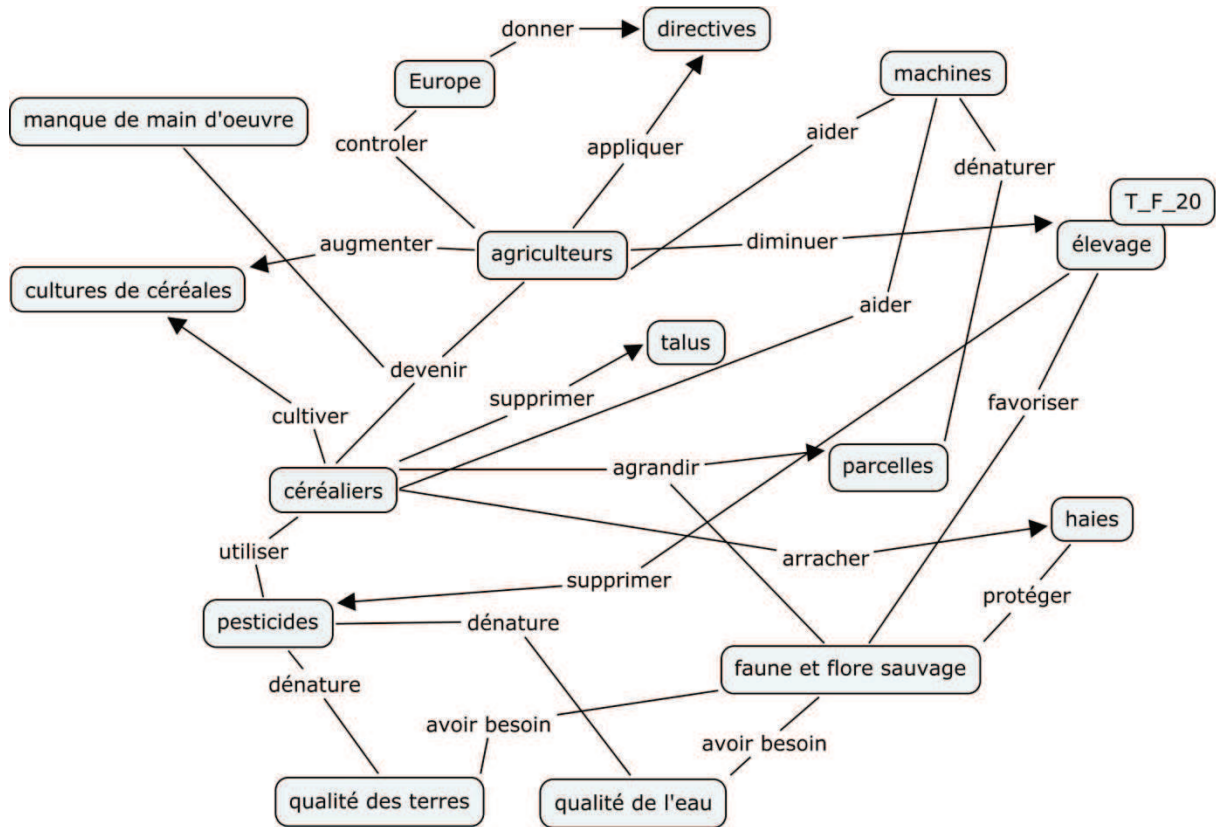 donner
directives
Europe
machines
manque de main d'oeuvre
controler
appliquer
aider
dénaturer
T_F_20
augmenter
agriculteurs
diminuer
élevage
cultures de céréales
aider
talus
devenir
supprimer
cultiver
favoriser
céréaliers
agrandir
parcelles
haies
utiliser
arracher
supprimer
protéger
pesticides
dénature
faune et flore sauvage
dénature
avoir besoin
avoir besoin
qualité des terres
qualité de l'eau